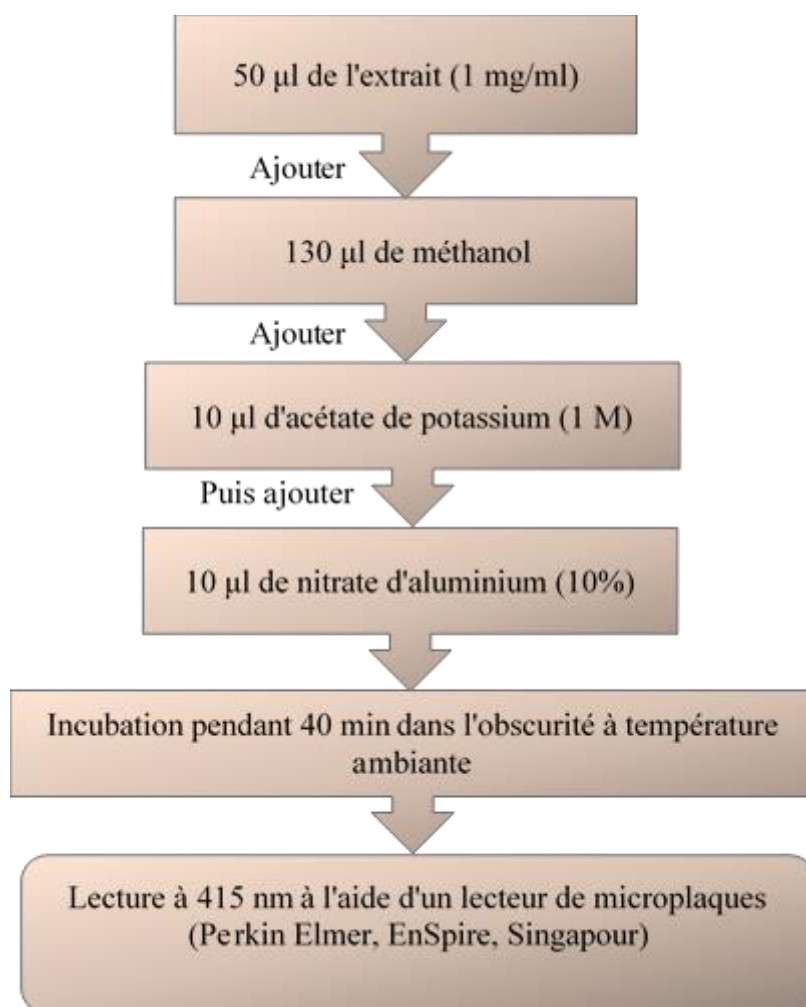 50 µl de l'extrait (1 mg/ml)
Ajouter
130 µl de méthanol
Ajouter
10 µl d'acétate de potassium (1 M)
Puis ajouter
10 µl de nitrate d'aluminium (10%)
Incubation pendant 40 min dans l'obscurité à température
ambiante
Lecture à 415 nm à l'aide d'un lecteur de microplaques
(Perkin Elmer, EnSpire, Singapour)